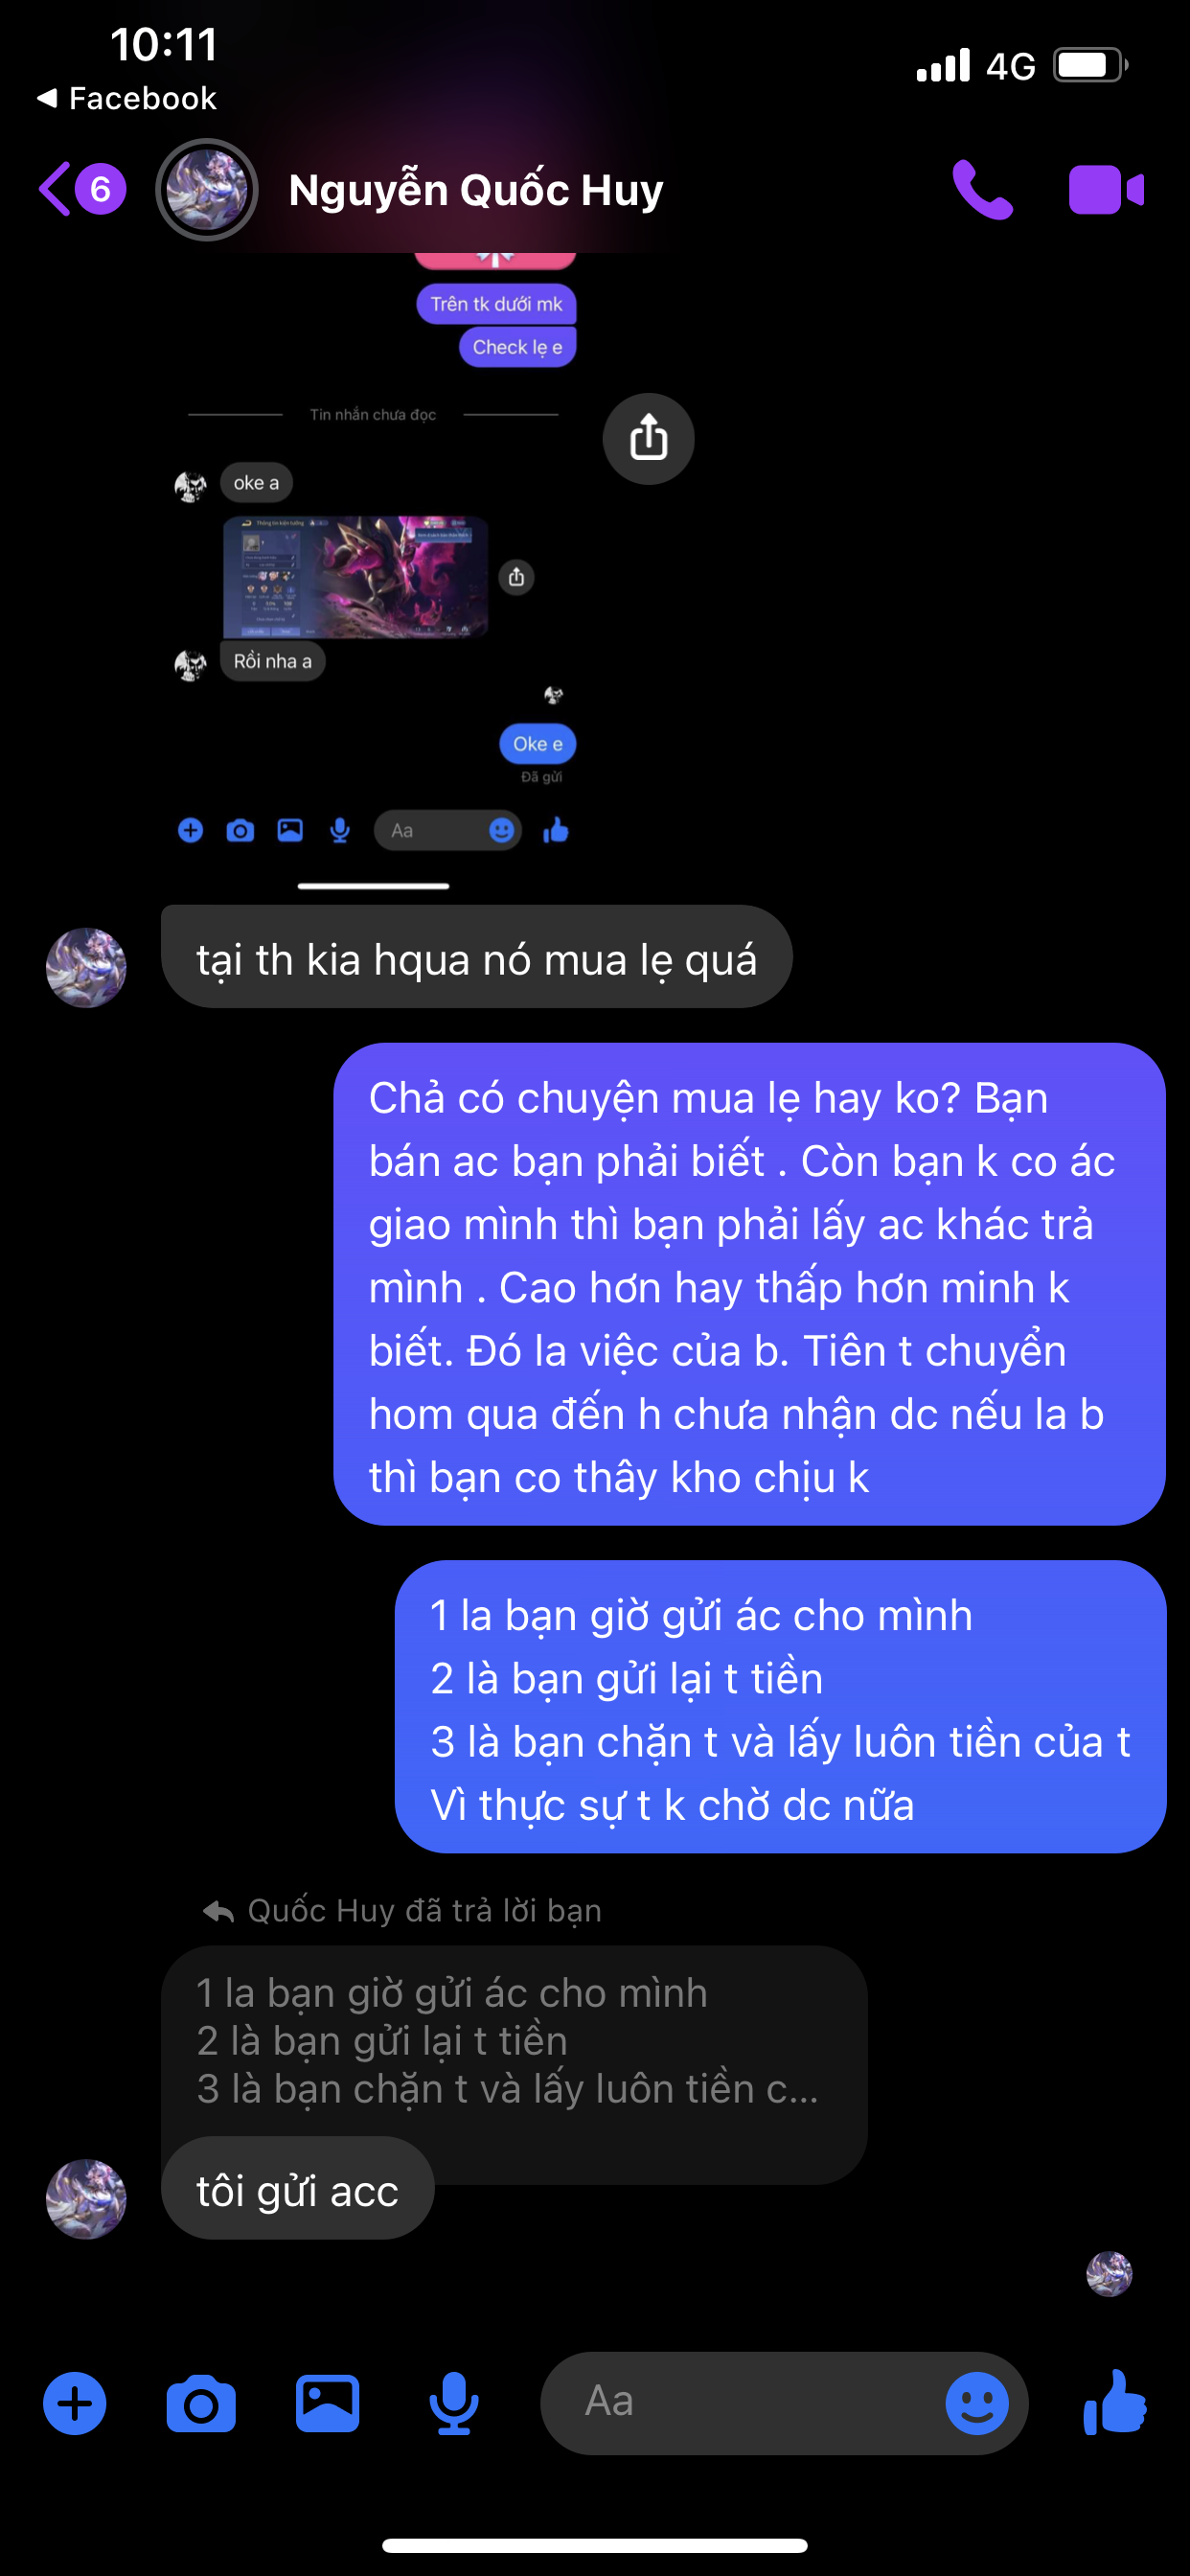 10:11
4G
Facebook
6
Nguyễn Quốc Huy
Trên tk dưới mk
Check lẹ e
Tin nhắn chưa đọc
oke a
Rồi nha a
Oke e
Đã gửi
Aa
tại th kia hqua nó mua lẹ quá
Chả có chuyện mua lẹ hay ko? Bạn
bán ac bạn phải biết . Còn bạn k co ác
giao mình thì bạn phải lấy ac khác trả
mình . Cao hơn hay thấp hơn minh k
biết. Đó la việc của b. Tiên t chuyển
hom qua đến h chưa nhận dc nếu la b
thì bạn co thây kho chịu k
1 la bạn giờ gửi ác cho mình
2 là bạn gửi lại t tiền
3 là bạn chặn t và lấy luôn tiền của t
Vì thực sự t k chờ dc nữa
Quốc Huy đã trả lời bạn
1 la bạn giờ gửi ác cho mình
2 là bạn gửi lại t tiền
3 là bạn chặn t và lấy luôn tiền c...
tôi gửi acc
Aa